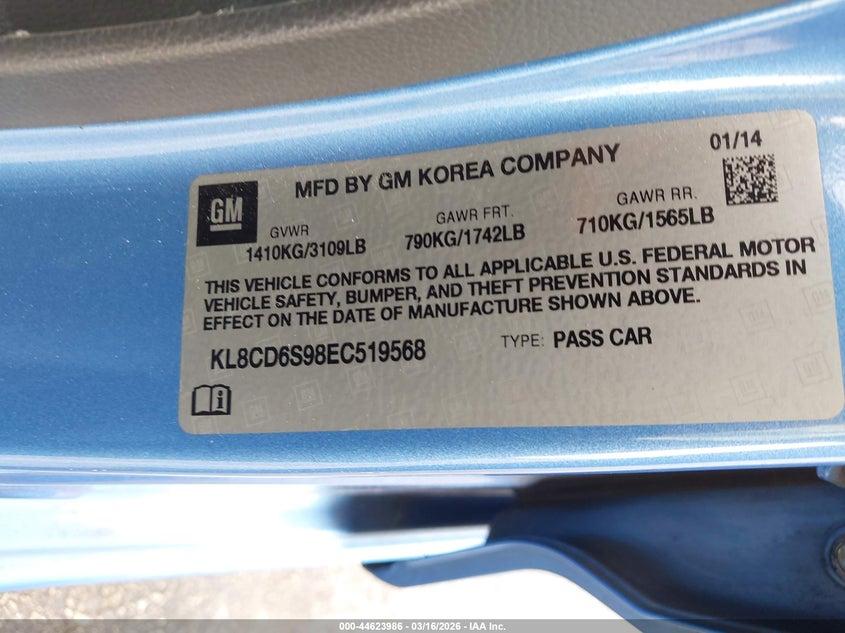 MFD BY GM KOREA COMPANY
01/14
GM
GVWR
1410KG/3109LB
GAWR FRT.
790KG/1742LB
GAWR RR.
710KG/1565LB
THIS VEHICLE CONFORMS TO ALL APPLICABLE U.S. FEDERAL MOTOR
VEHICLE SAFETY, BUMPER, AND THEFT PREVENTION STANDARDS IN
EFFECT ON THE DATE OF MANUFACTURE SHOWN ABOVE.
KL8CD6S98EC519568
TYPE: PASS CAR
i
000-44623986 - 03/16/2026 - IAA Inc.